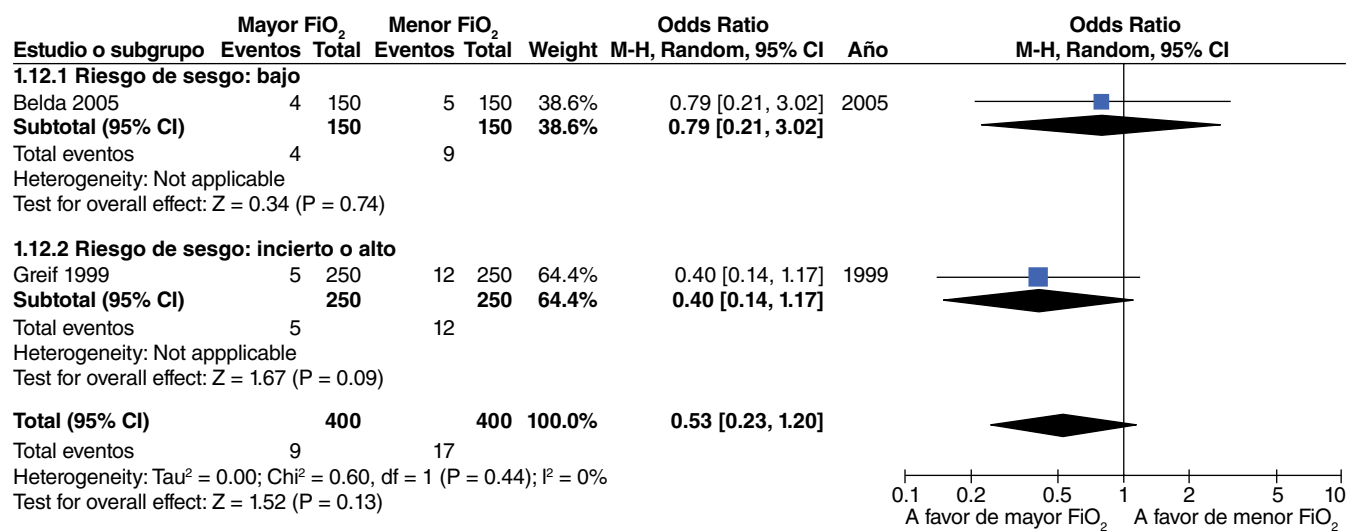 Mayor FiO₂ Menor FiO₂ Odds Ratio Odds Ratio
Estudio o subgrupo Eventos Total Eventos Total Weight M-H, Random, 95% CI Año M-H, Random, 95% CI
1.12.1 Riesgo de sesgo: bajo
Belda 2005 4 150 5 150 38.6% 0.79 [0.21, 3.02] 2005
Subtotal (95% CI) 150 150 38.6% 0.79 [0.21, 3.02]
Total eventos 4 9
Heterogeneity: Not applicable
Test for overall effect: Z = 0.34 (P = 0.74)
1.12.2 Riesgo de sesgo: incierto o alto
Greif 1999 5 250 12 250 64.4% 0.40 [0.14, 1.17] 1999
Subtotal (95% CI) 250 250 64.4% 0.40 [0.14, 1.17]
Total eventos 5 12
Heterogeneity: Not appplicable
Test for overall effect: Z = 1.67 (P = 0.09)
Total (95% CI) 400 400 100.0% 0.53 [0.23, 1.20]
Total eventos 9 17
Heterogeneity: Tau² = 0.00; Chi² = 0.60, df = 1 (P = 0.44); I² = 0%
Test for overall effect: Z = 1.52 (P = 0.13)
0.1 0.2 0.5 1 2 5 10
A favor de mayor FiO₂ A favor de menor FiO₂